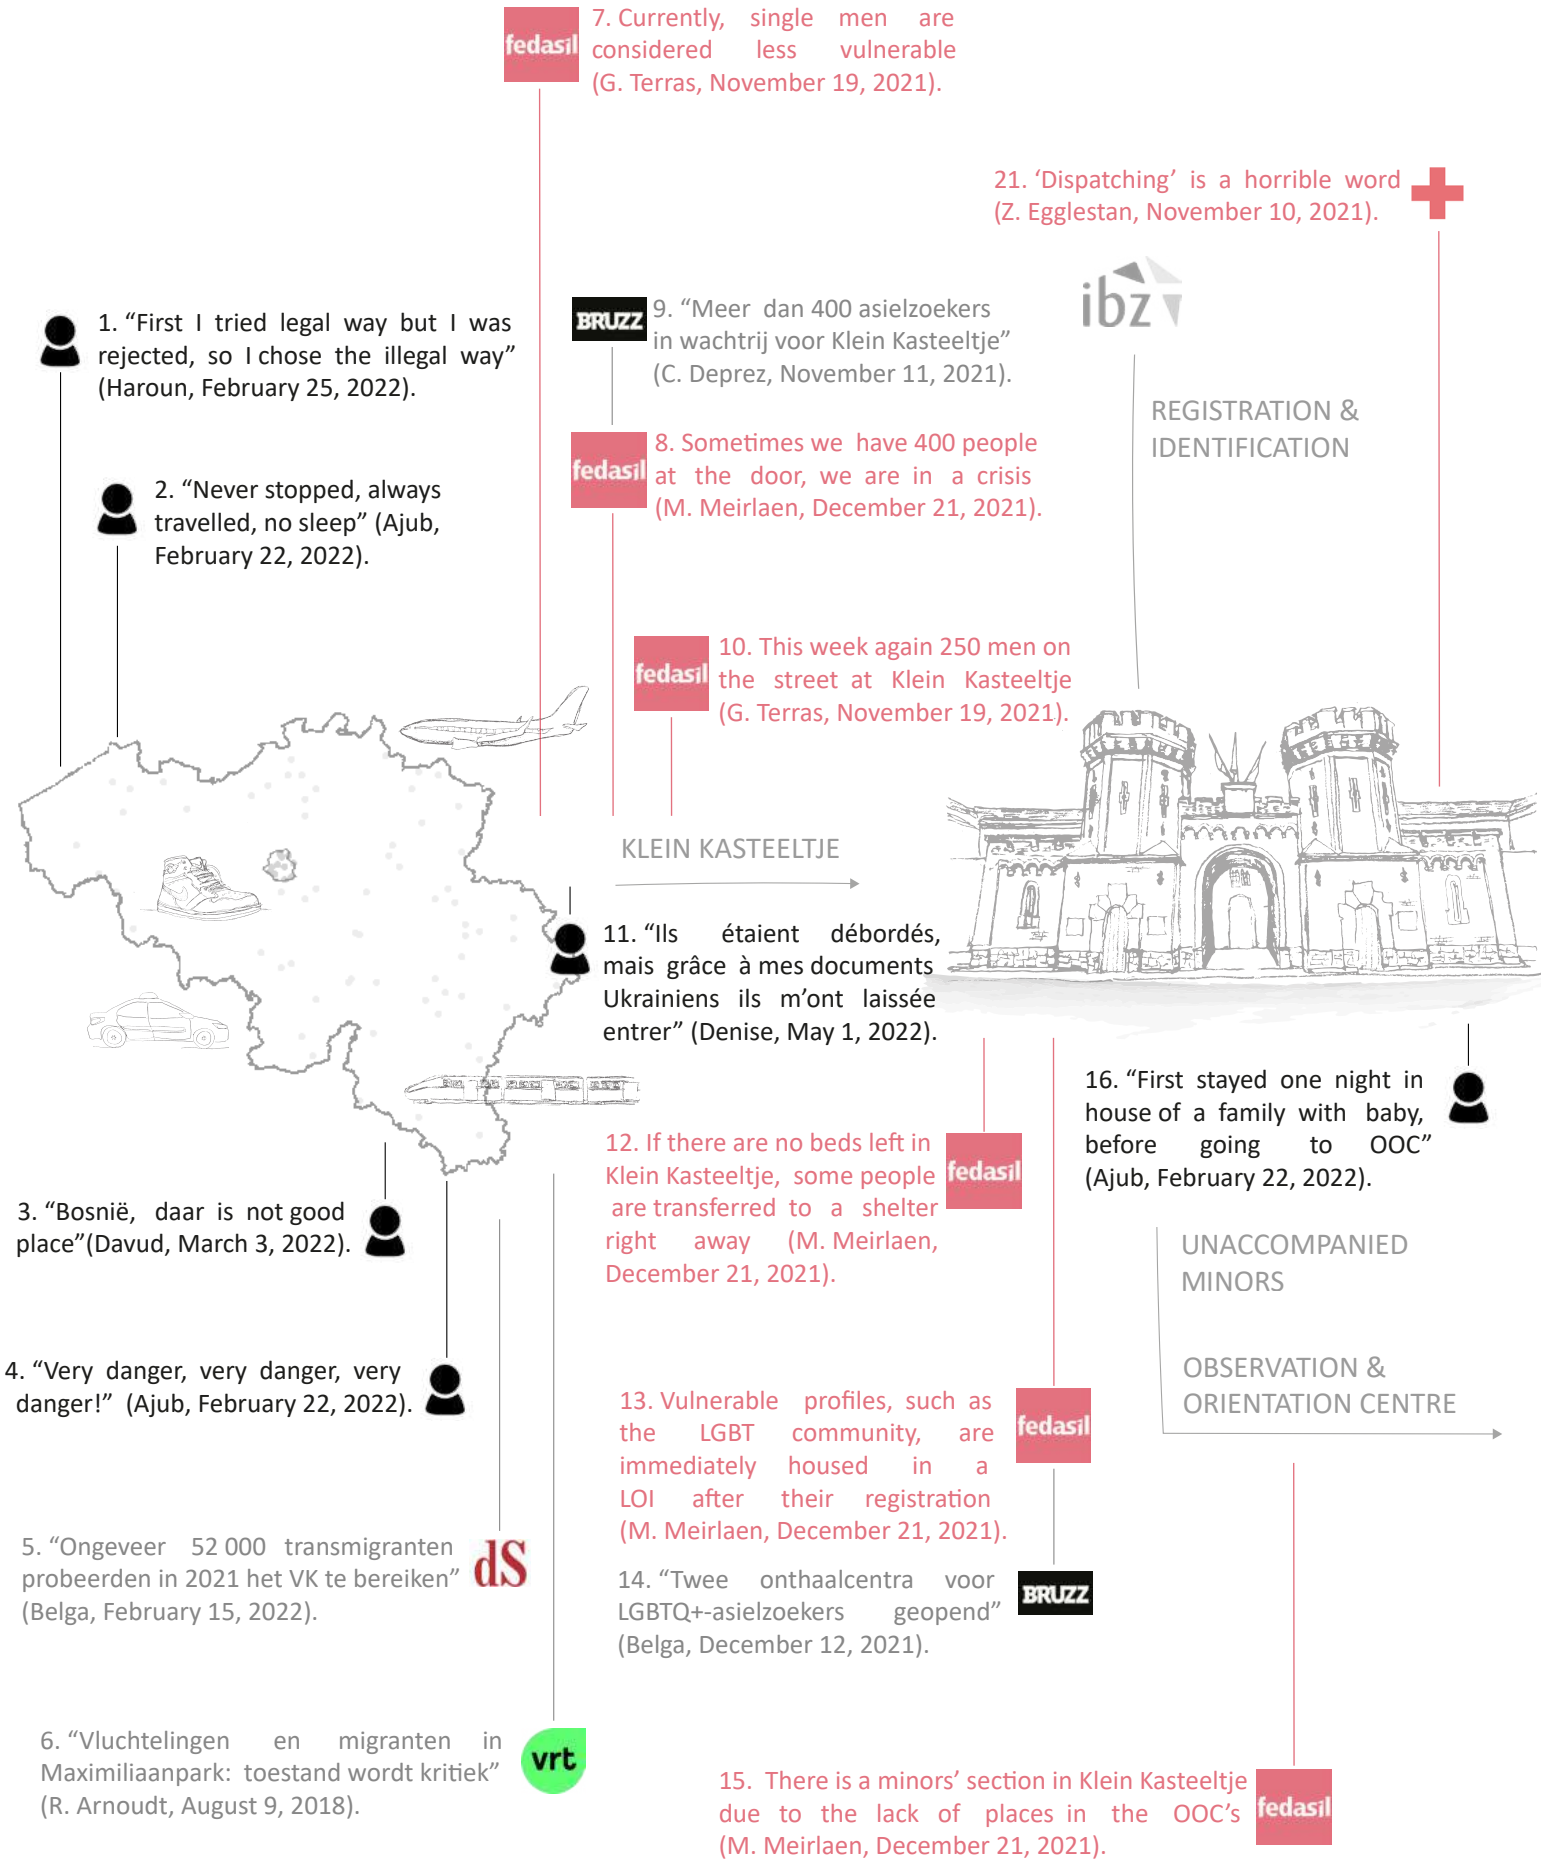 fedasil
7. Currently, single men are
considered less vulnerable
(G. Terras, November 19, 2021).
21. ‘Dispatching’ is a horrible word
(Z. Egglestan, November 10, 2021).
ibz
1. “First I tried legal way but I was
rejected, so I chose the illegal way”
(Haroun, February 25, 2022).
BRUZZ
9. “Meer dan 400 asielzoekers
in wachtrij voor Klein Kasteeltje”
(C. Deprez, November 11, 2021).
REGISTRATION &
IDENTIFICATION
fedasil
8. Sometimes we have 400 people
at the door, we are in a crisis
(M. Meirlaen, December 21, 2021).
2. “Never stopped, always
travelled, no sleep” (Ajub,
February 22, 2022).
fedasil
10. This week again 250 men on
the street at Klein Kasteeltje
(G. Terras, November 19, 2021).
KLEIN KASTEELTJE
11. “Ils étaient débordés,
mais grâce à mes documents
Ukrainiens ils m’ont laissée
entrer” (Denise, May 1, 2022).
16. “First stayed one night in
house of a family with baby,
before going to OOC”
(Ajub, February 22, 2022).
12. If there are no beds left in
Klein Kasteeltje, some people
are transferred to a shelter
right away (M. Meirlaen,
December 21, 2021).
fedasil
3. “Bosnië, daar is not good
place”(Davud, March 3, 2022).
UNACCOMPANIED
MINORS
4. “Very danger, very danger, very
danger!” (Ajub, February 22, 2022).
OBSERVATION &
ORIENTATION CENTRE
13. Vulnerable profiles, such as
the LGBT community, are
immediately housed in a
LOI after their registration
(M. Meirlaen, December 21, 2021).
fedasil
5. “Ongeveer 52 000 transmigranten
probeerden in 2021 het VK te bereiken”
(Belga, February 15, 2022).
dS
14. “Twee onthaalcentra voor
LGBTQ+-asielzoekers geopend”
(Belga, December 12, 2021).
BRUZZ
6. “Vluchtelingen en migranten in
Maximiliaanpark: toestand wordt kritiek”
(R. Arnoudt, August 9, 2018).
vrt
15. There is a minors’ section in Klein Kasteeltje
due to the lack of places in the OOC’s
(M. Meirlaen, December 21, 2021).
fedasil